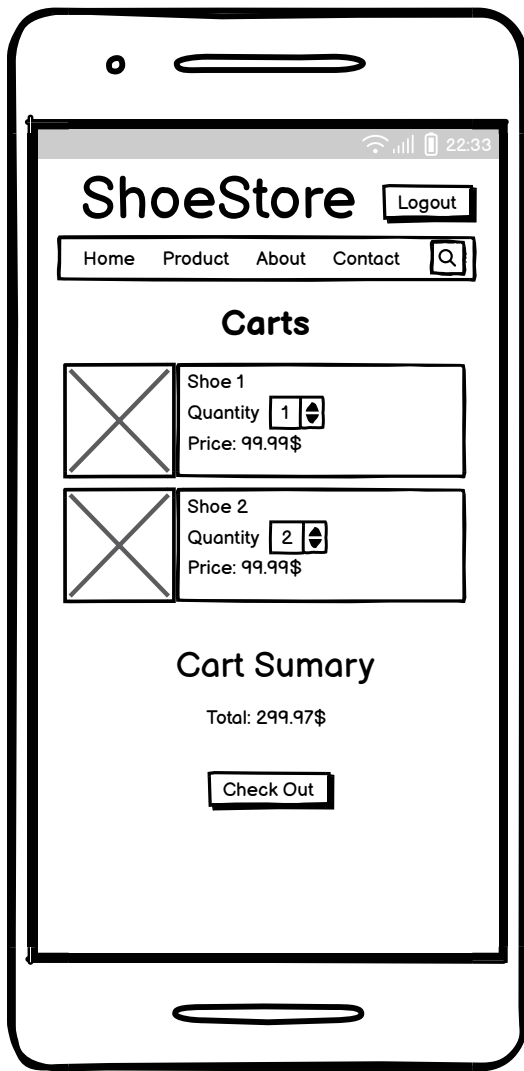 22:33
ShoeStore
Logout
Home Product About Contact
Carts
Shoe 1
Quantity 1
Price: 99.99$
Shoe 2
Quantity 2
Price: 99.99$
Cart Sumary
Total: 299.97$
Check Out